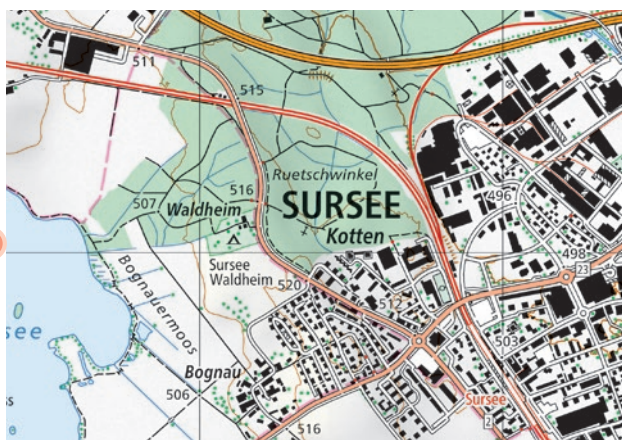 511
515
Ruetschwinkel
516
507
Waldheim
SURSEE
Kotten
496
498
23
Sursee
Waldheim
520
512
Bognauermoos
see
503
Bognau
506
Sursee
2
516